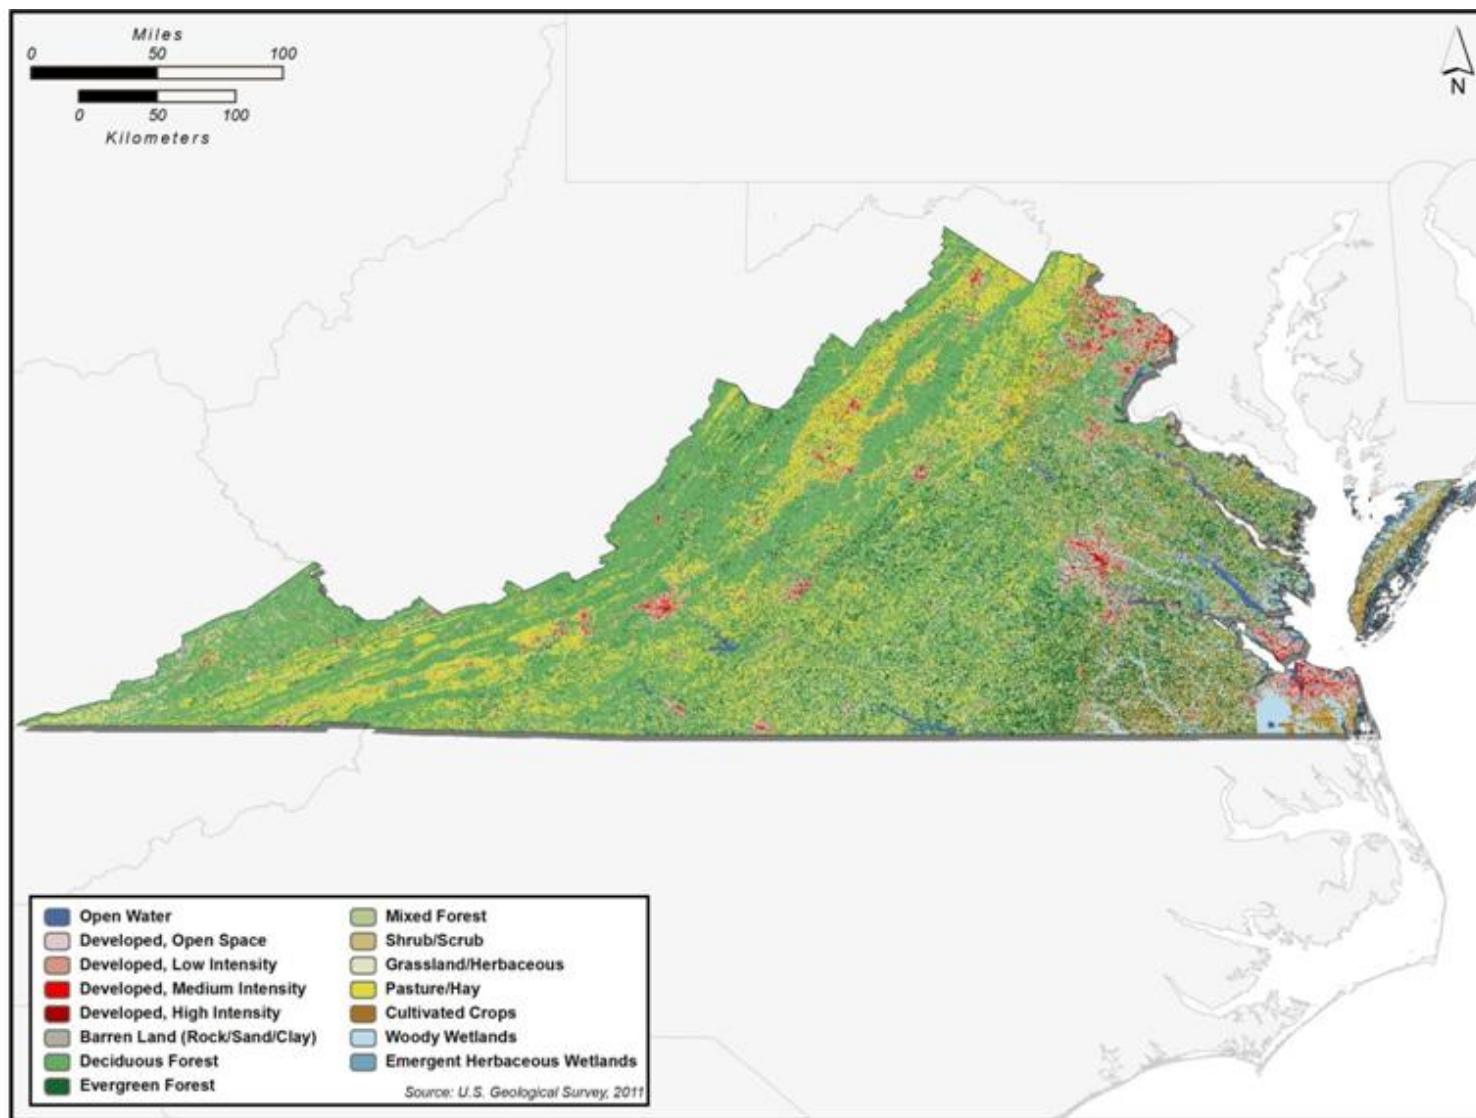 Miles
0 50 100
0 50 100
Kilometers
N
Open Water
Developed, Open Space
Developed, Low Intensity
Developed, Medium Intensity
Developed, High Intensity
Barren Land (Rock/Sand/Clay)
Deciduous Forest
Evergreen Forest
Mixed Forest
Shrub/Scrub
Grassland/Herbaceous
Pasture/Hay
Cultivated Crops
Woody Wetlands
Emergent Herbaceous Wetlands
Source: U.S. Geological Survey, 2011